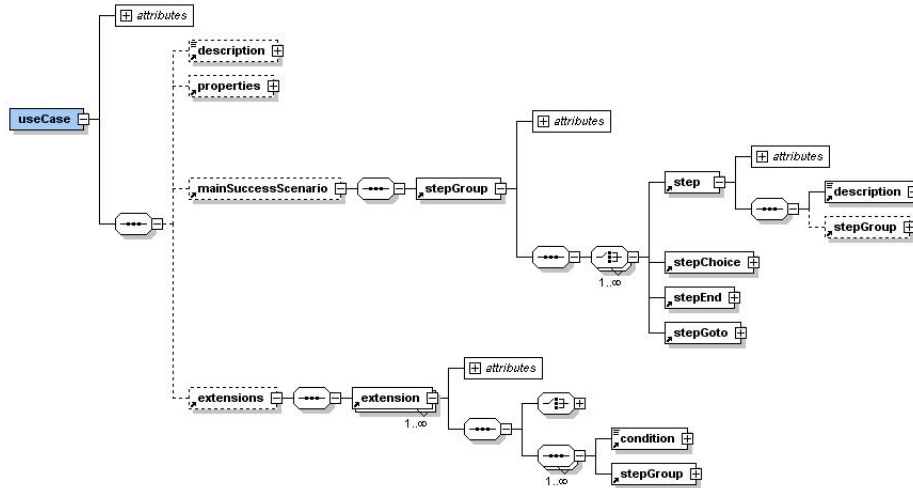 attributes
description
properties
useCase
attributes
mainSuccessScenario
stepGroup
attributes
step
description
stepGroup
stepChoice
1..∞
stepEnd
stepGoto
attributes
extensions
extension
1..∞
condition
stepGroup
1..∞